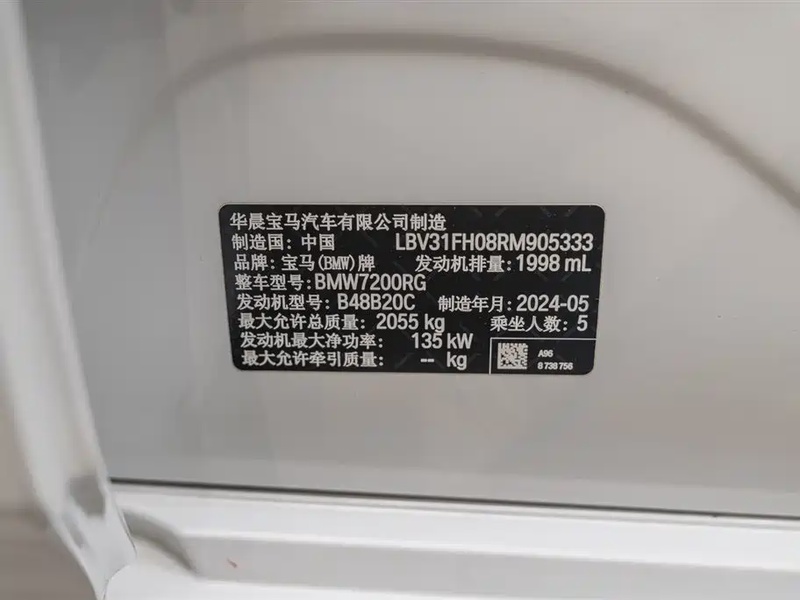 华晨宝马汽车有限公司制造
制造国: 中国 LBV31FH08RM905333
品牌: 宝马(BMW)牌 发动机排量: 1998 mL
整车型号: BMW7200RG
发动机型号: B48B20C 制造年月: 2024-05
最大允许总质量: 2055 kg 乘坐人数: 5
发动机最大净功率: 135 kW
最大允许牵引质量: -- kg
A96
8 738 756